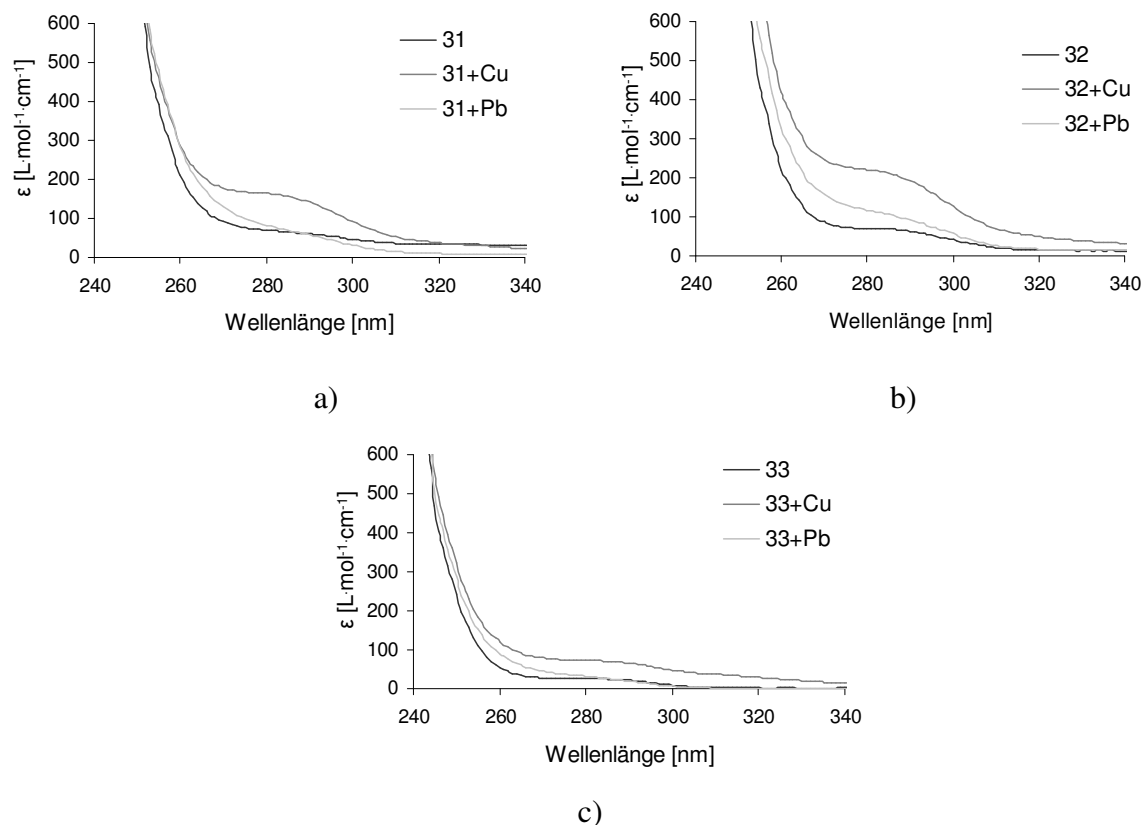 600
500
400
300
200
100
0
ε [L·mol⁻¹·cm⁻¹]
31
31+Cu
31+Pb
240 260 280 300 320 340
Wellenlänge [nm]
a)
600
500
400
300
200
100
0
ε [L·mol⁻¹·cm⁻¹]
32
32+Cu
32+Pb
240 260 280 300 320 340
Wellenlänge [nm]
b)
600
500
400
300
200
100
0
ε [L·mol⁻¹·cm⁻¹]
33
33+Cu
33+Pb
240 260 280 300 320 340
Wellenlänge [nm]
c)